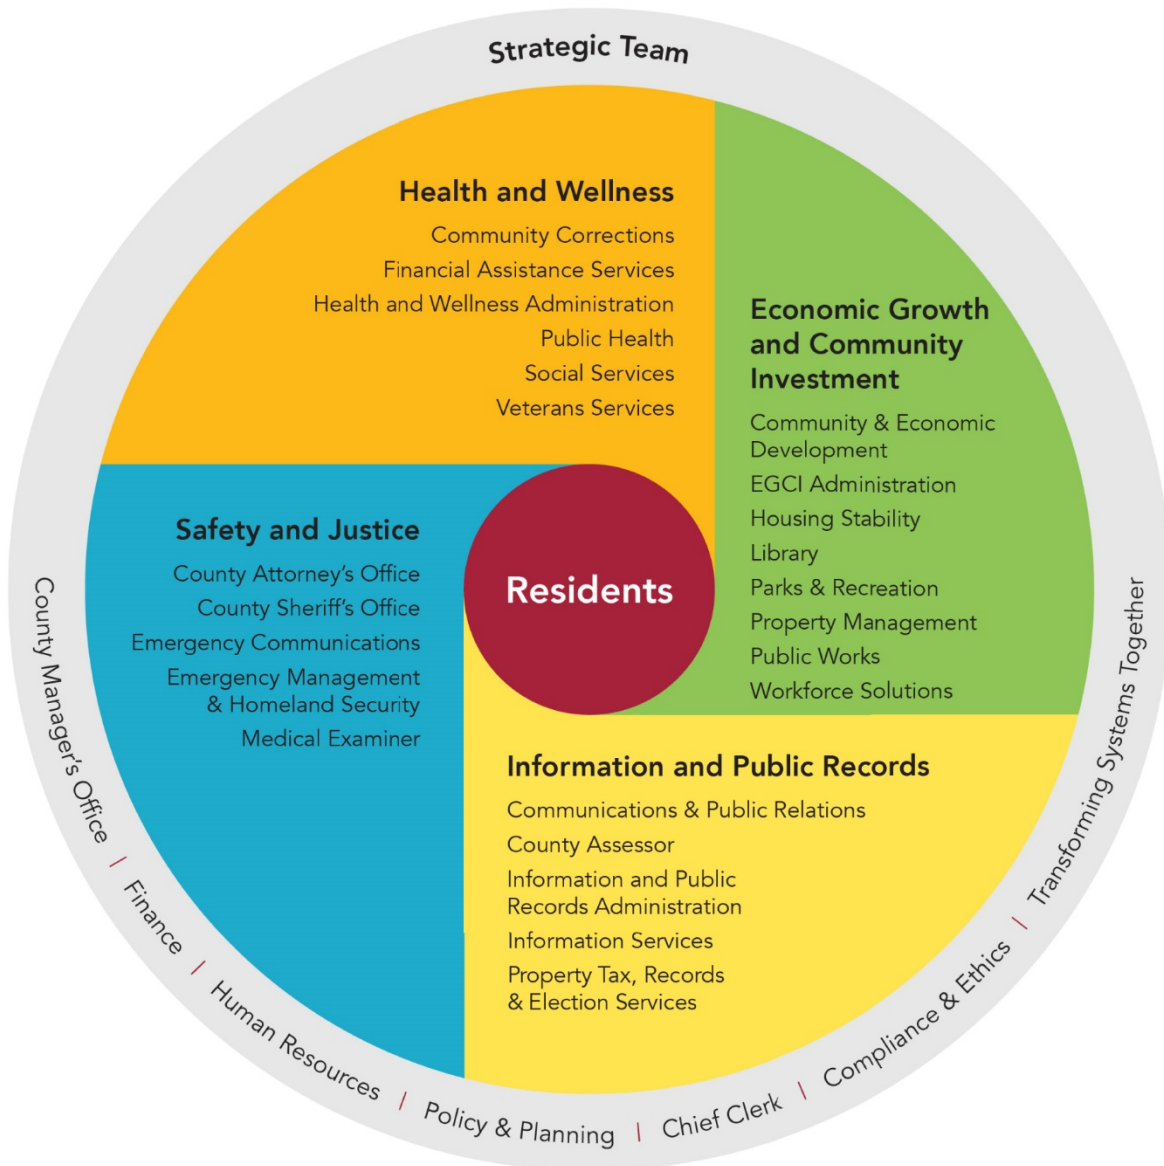 Strategic Team
Health and Wellness
Community Corrections
Financial Assistance Services
Health and Wellness Administration
Public Health
Social Services
Veterans Services
Economic Growth
and Community
Investment
Community & Economic
Development
EGCI Administration
Housing Stability
Library
Parks & Recreation
Property Management
Public Works
Workforce Solutions
Safety and Justice
County Attorney's Office
County Sheriff's Office
Emergency Communications
Emergency Management
& Homeland Security
Medical Examiner
Residents
Information and Public Records
Communications & Public Relations
County Assessor
Information and Public
Records Administration
Information Services
Property Tax, Records
& Election Services
County Manager's Office | Finance | Human Resources | Policy & Planning | Chief Clerk | Compliance & Ethics | Transforming Systems Together